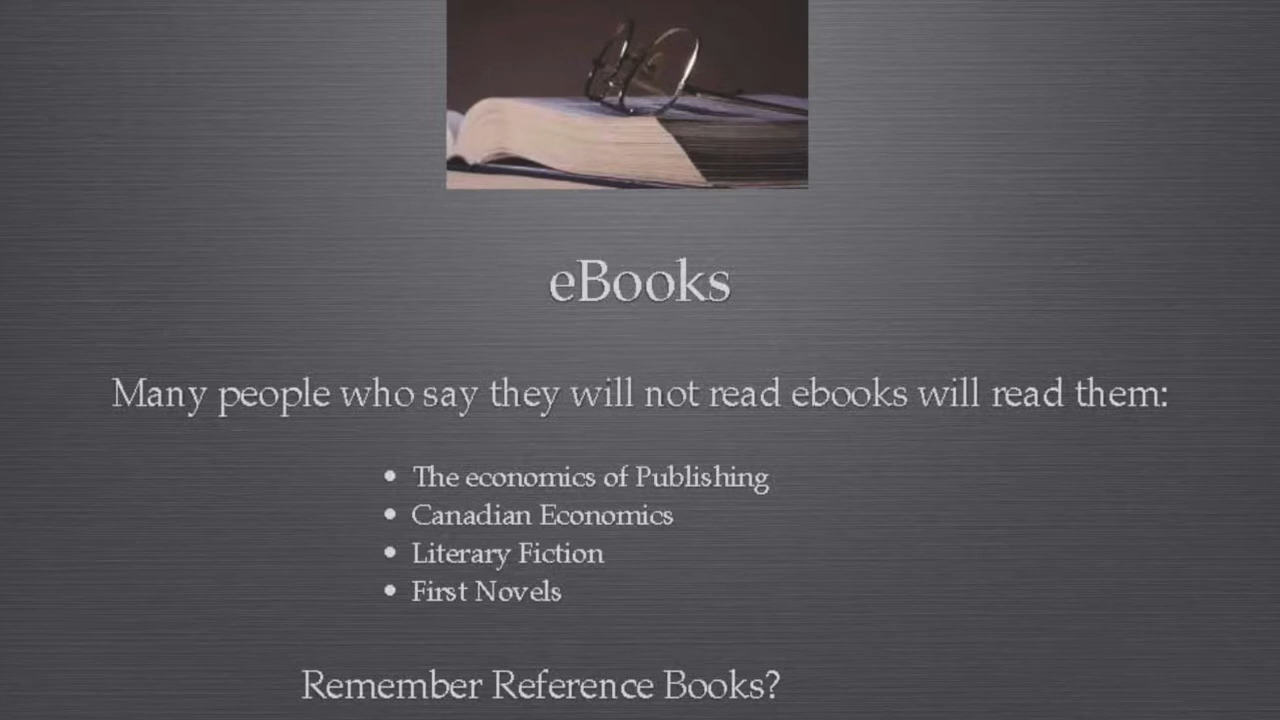 eBooks
Many people who say they will not read ebooks will read them:
• The economics of Publishing
• Canadian Economics
• Literary Fiction
• First Novels
Remember Reference Books?